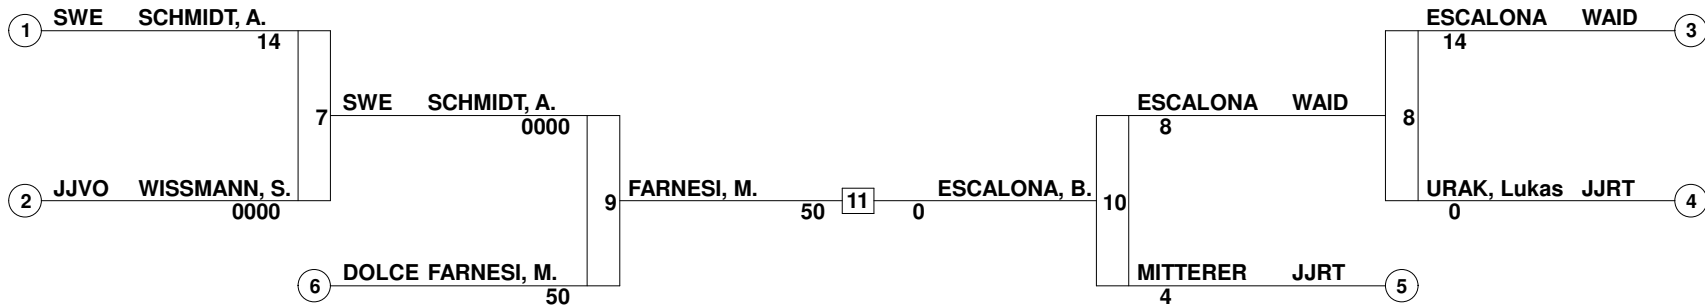 1 SWE SCHMIDT, A. ESCALONA WAID 3
14 14
7 SWE SCHMIDT, A. ESCALONA WAID 8
0000 8
2 JJVO WISSMANN, S. 9 FARNESI, M. 11 ESCALONA, B. 10 URAK, Lukas JJRT 4
0000 50 0 0
6 DOLCE FARNESI, M. MITTERER JJRT 5
50 4